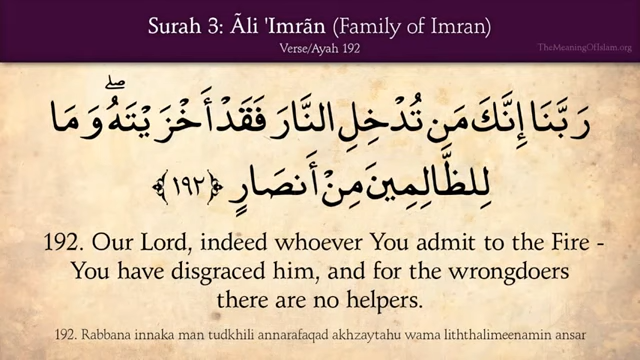 Surah 3: Ãli 'Imrãn (Family of Imran)
Verse/Ayah 192
TheMeaningOfIslam.org
رَبَّنَا إِنَّكَ مَن تُدْخِلِ النَّارَ فَقَدْ أَخْزَيْتَهُ ۖ وَمَا
لِلظَّالِمِينَ مِنْ أَنصَارٍ ﴿١٩٢﴾
192. Our Lord, indeed whoever You admit to the Fire -
You have disgraced him, and for the wrongdoers
there are no helpers.
192. Rabbana innaka man tudkhili annarafaqad akhzaytahu wama liththalimeenamin ansar